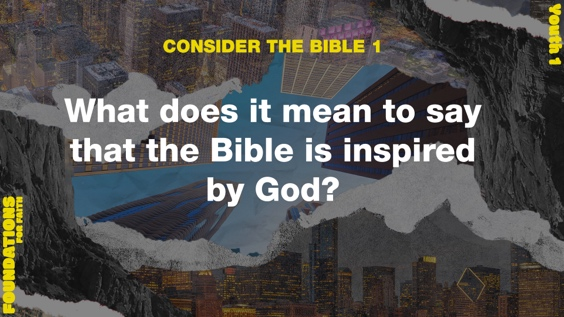 CONSIDER THE BIBLE 1
Youth 1
What does it mean to say
that the Bible is inspired
by God?
FOUNDATIONS
FOR FAITH